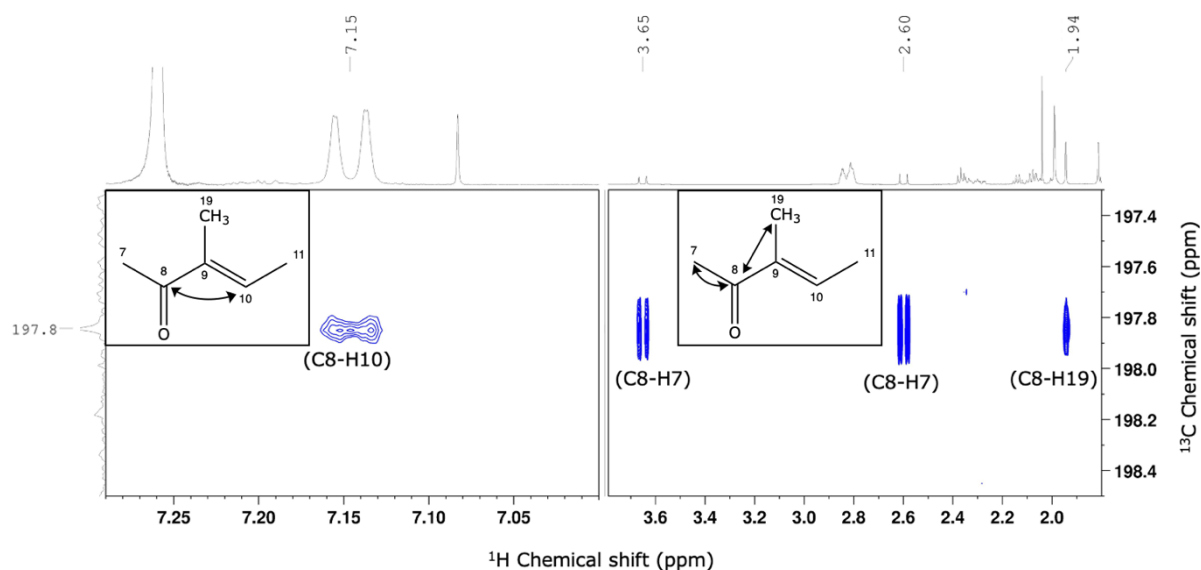 7.15
3.65
2.60
1.94
19
CH3
7
8
9
10
11
O
(C8-H10)
19
CH3
7
8
9
10
11
O
(C8-H7)
(C8-H7)
(C8-H19)
197.8
197.4
197.6
197.8
198.0
198.2
198.4
13C Chemical shift (ppm)
7.25 7.20 7.15 7.10 7.05
3.6 3.4 3.2 3.0 2.8 2.6 2.4 2.2 2.0
1H Chemical shift (ppm)